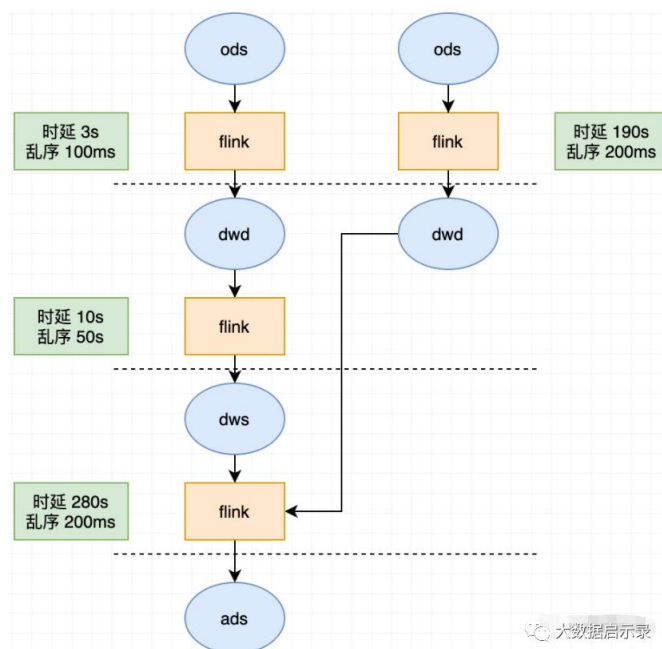 ods
ods
时延 3s
乱序 100ms
flink
flink
时延 190s
乱序 200ms
dwd
dwd
时延 10s
乱序 50s
flink
dws
时延 280s
乱序 200ms
flink
ads
大数据启示录